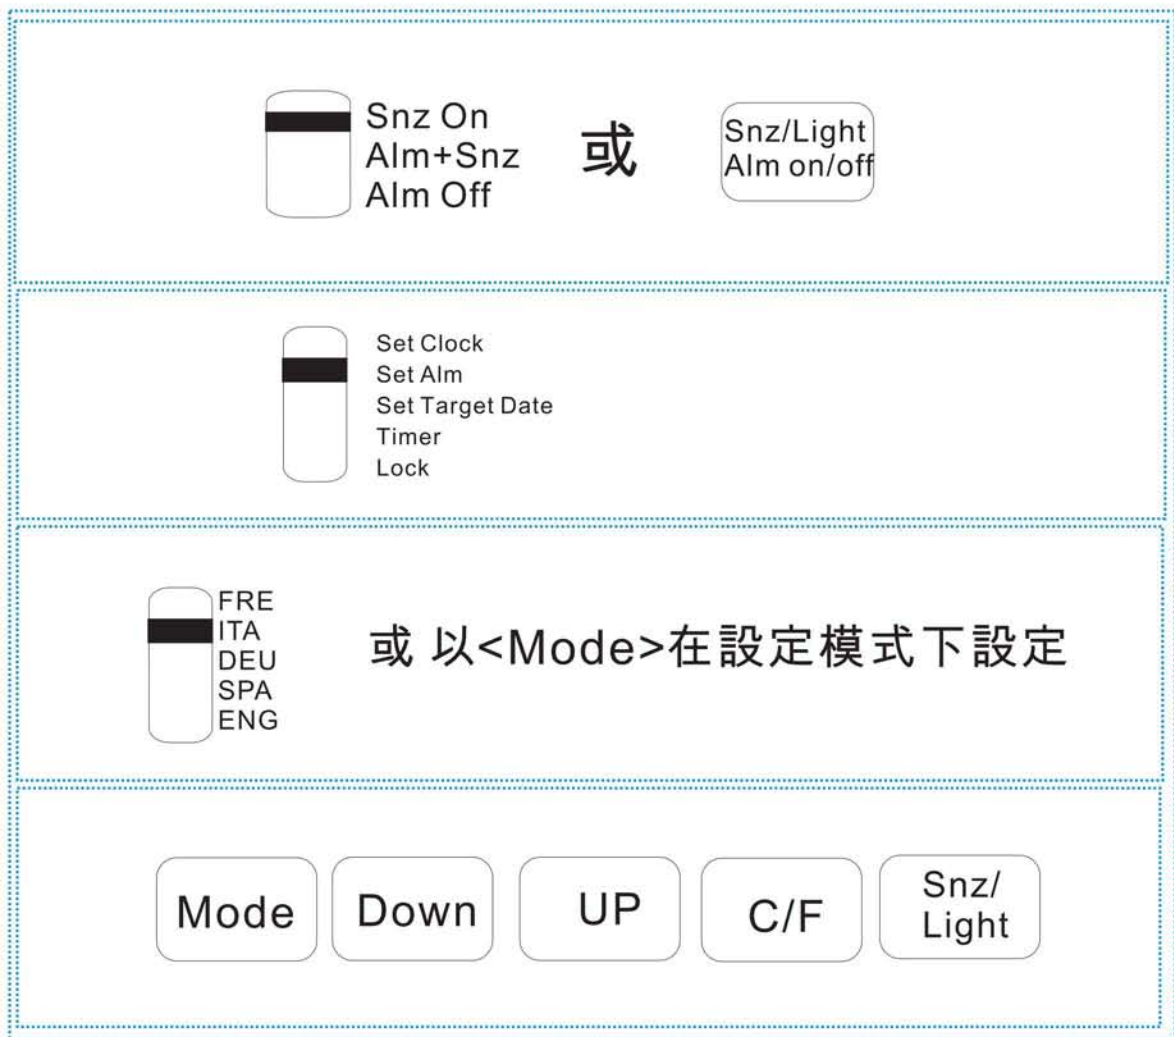 Snz On
Alm+Snz
Alm Off
或
Snz/Light
Alm on/off
Set Clock
Set Alm
Set Target Date
Timer
Lock
FRE
ITA
DEU
SPA
ENG
或 以<Mode>在設定模式下設定
Mode
Down
UP
C/F
Snz/
Light